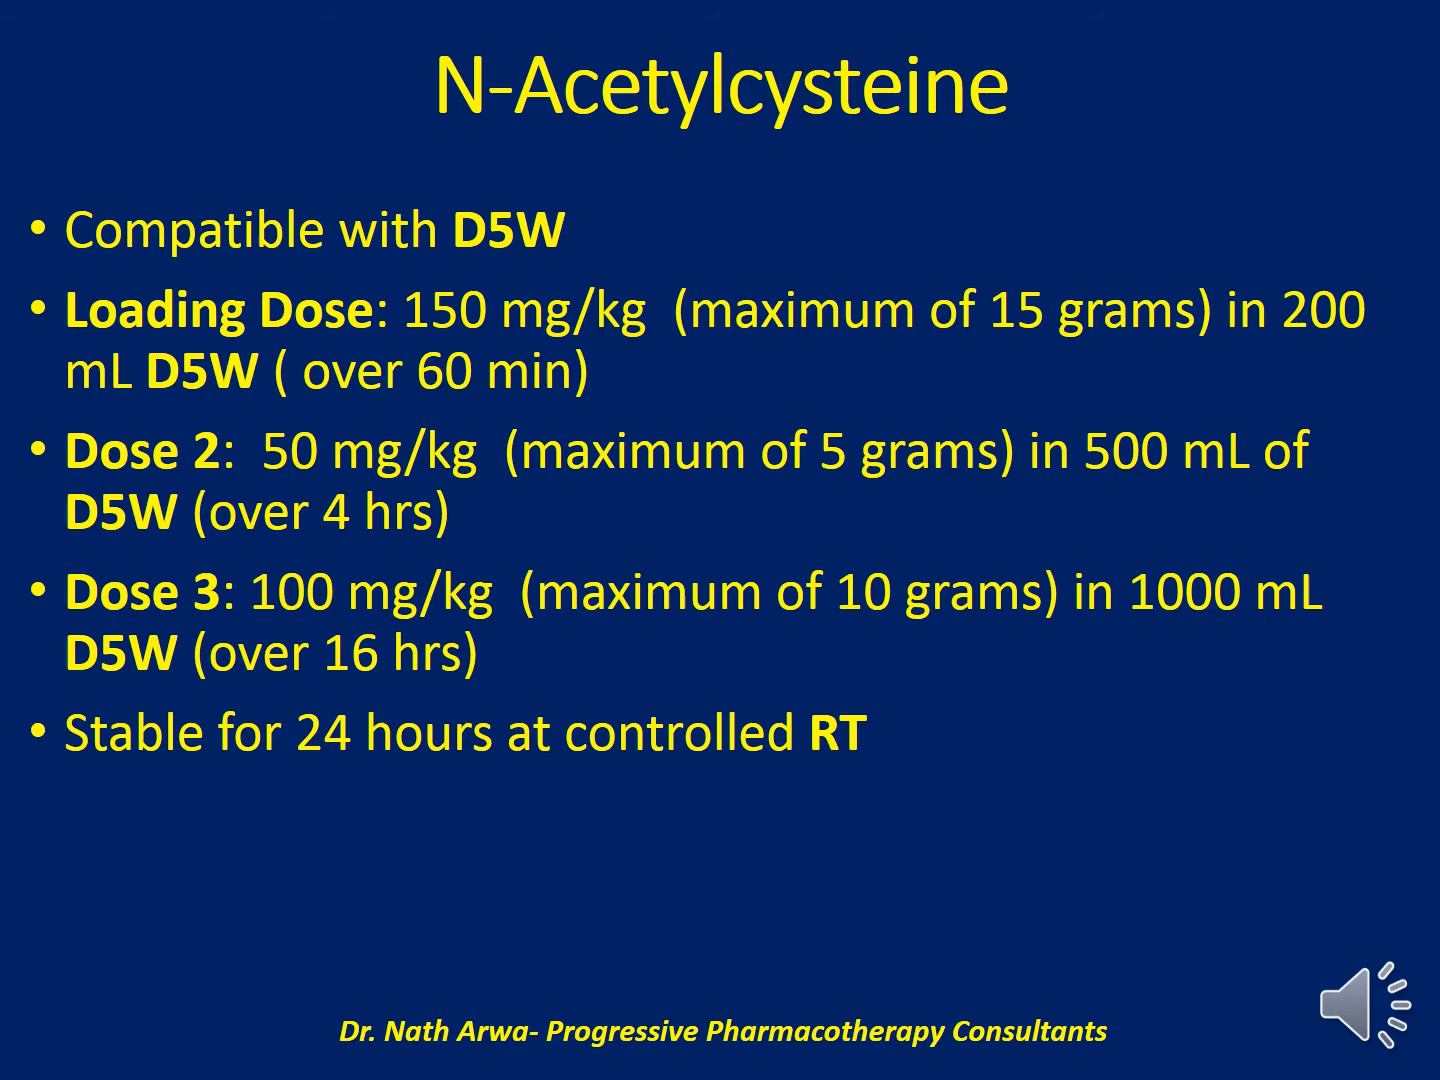 N-Acetylcysteine
• Compatible with D5W
• Loading Dose: 150 mg/kg  (maximum of 15 grams) in 200
mL D5W ( over 60 min)
• Dose 2:  50 mg/kg  (maximum of 5 grams) in 500 mL of
D5W (over 4 hrs)
• Dose 3: 100 mg/kg  (maximum of 10 grams) in 1000 mL
D5W (over 16 hrs)
• Stable for 24 hours at controlled RT
Dr. Nath Arwa- Progressive Pharmacotherapy Consultants